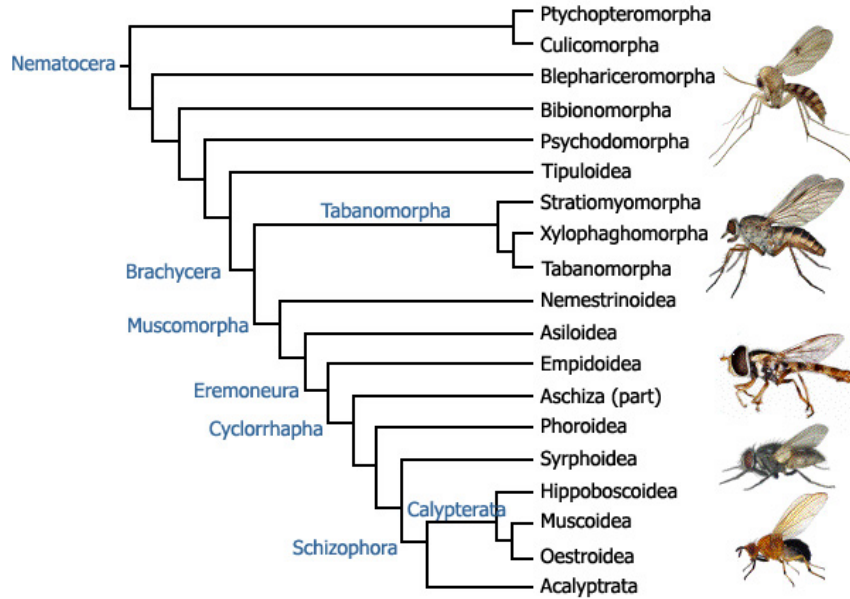 Ptychopteromorpha
Culicomorpha
Nematocera
Blephariceromorpha
Bibionomorpha
Psychodomorpha
Tipuloidea
Stratiomyomorpha
Tabanomorpha
Xylophaghomorpha
Tabanomorpha
Brachycera
Nemestrinoidea
Muscomorpha
Asiloidea
Empidoidea
Eremoneura
Aschiza (part)
Cyclorrhapha
Phoroidea
Syrphoidea
Hippoboscoidea
Calypterata
Muscoidea
Schizophora
Oestroidea
Acalyptrata